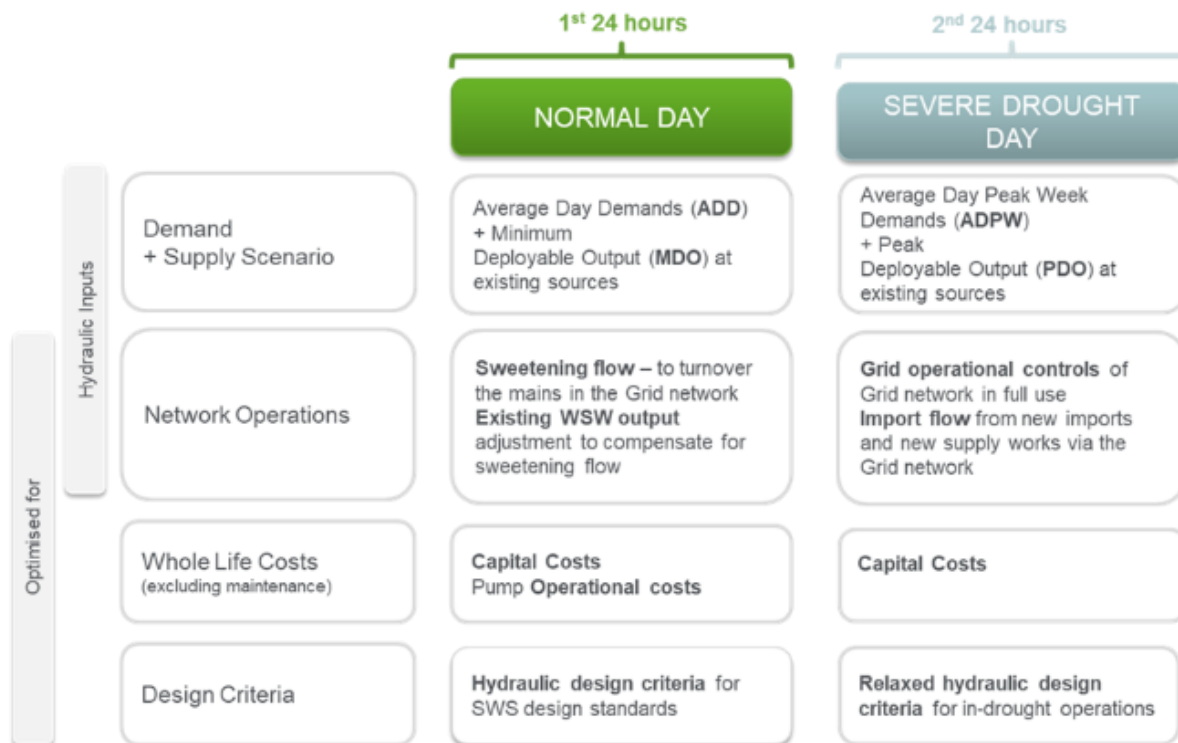 1st 24 hours
2nd 24 hours
NORMAL DAY
SEVERE DROUGHT
DAY
Hydraulic Inputs
Optimised for
Demand
+ Supply Scenario
Average Day Demands (ADD)
+ Minimum
Deployable Output (MDO) at
existing sources
Average Day Peak Week
Demands (ADPW)
+ Peak
Deployable Output (PDO) at
existing sources
Network Operations
Sweetening flow – to turnover
the mains in the Grid network
Existing WSW output
adjustment to compensate for
sweetening flow
Grid operational controls of
Grid network in full use
Import flow from new imports
and new supply works via the
Grid network
Whole Life Costs
(excluding maintenance)
Capital Costs
Pump Operational costs
Capital Costs
Design Criteria
Hydraulic design criteria for
SWS design standards
Relaxed hydraulic design
criteria for in-drought operations